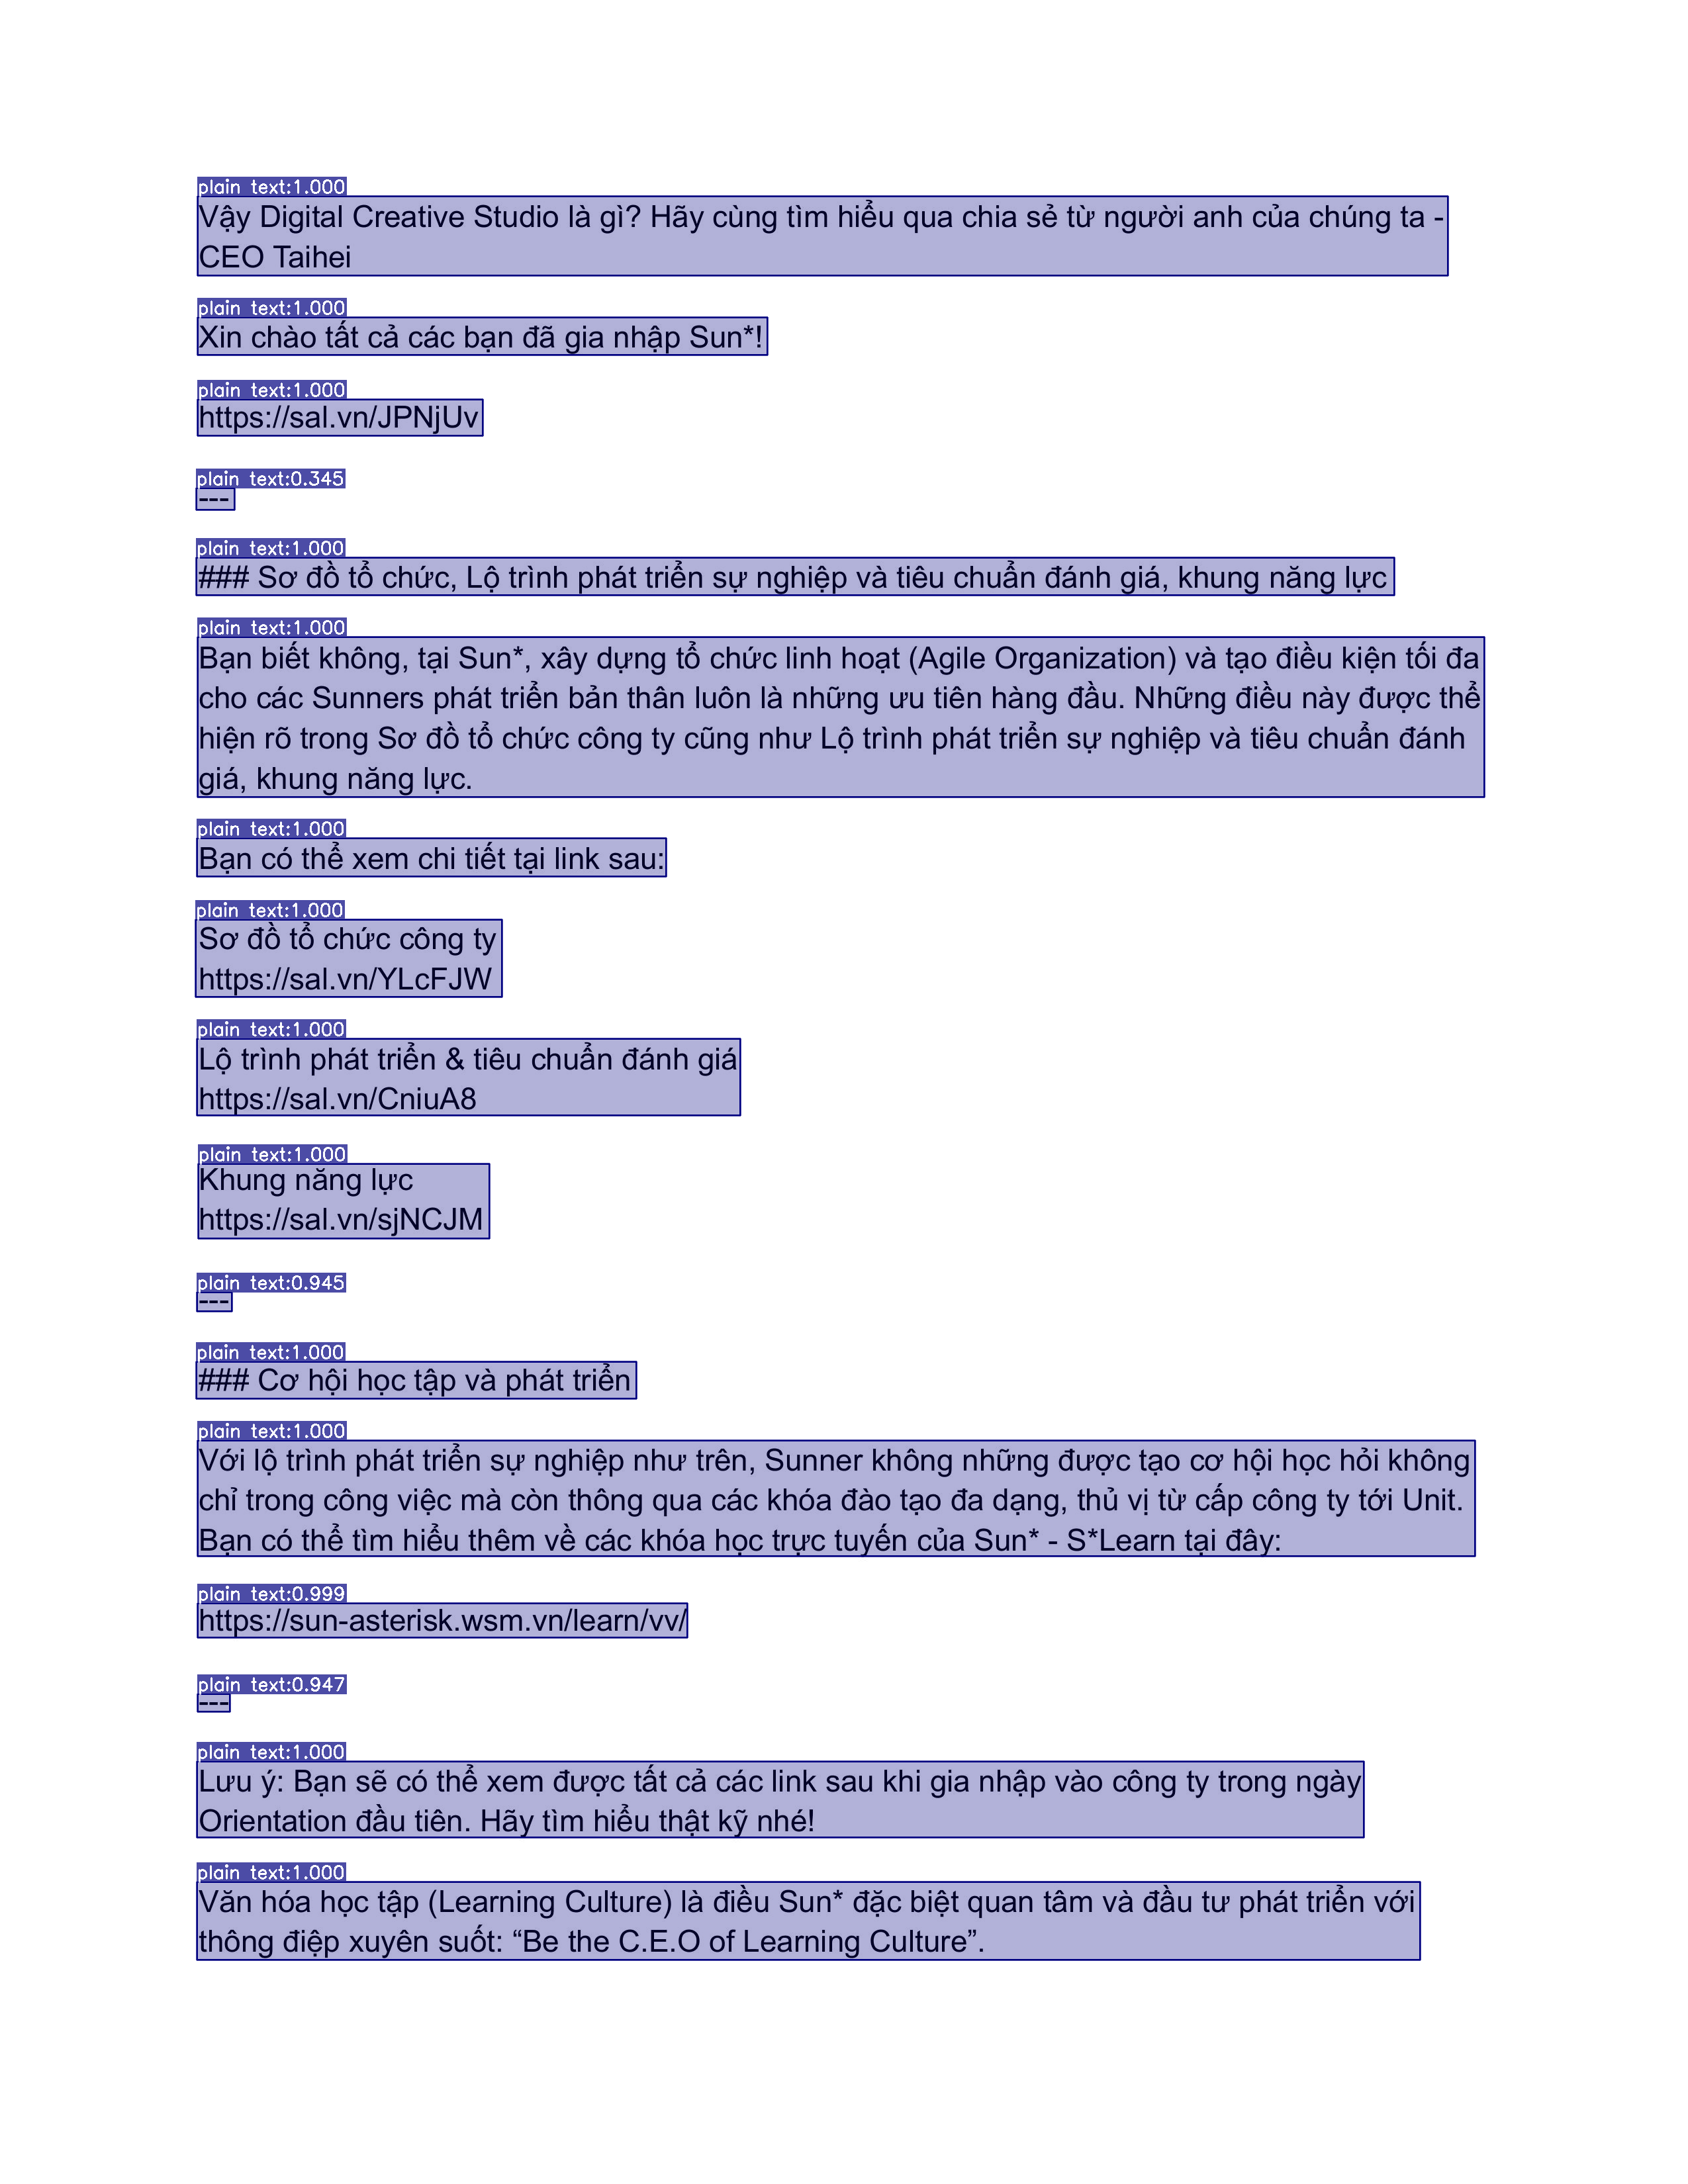 plain text:1.000
Vậy Digital Creative Studio là gì? Hãy cùng tìm hiểu qua chia sẻ từ người anh của chúng ta -
CEO Taihei
plain text:1.000
Xin chào tất cả các bạn đã gia nhập Sun*!
plain text:1.000
https://sal.vn/JPNjUv
plain text:0.345
---
plain text:1.000
### Sơ đồ tổ chức, Lộ trình phát triển sự nghiệp và tiêu chuẩn đánh giá, khung năng lực
plain text:1.000
Bạn biết không, tại Sun*, xây dựng tổ chức linh hoạt (Agile Organization) và tạo điều kiện tối đa
cho các Sunners phát triển bản thân luôn là những ưu tiên hàng đầu. Những điều này được thể
hiện rõ trong Sơ đồ tổ chức công ty cũng như Lộ trình phát triển sự nghiệp và tiêu chuẩn đánh
giá, khung năng lực.
plain text:1.000
Bạn có thể xem chi tiết tại link sau:
plain text:1.000
Sơ đồ tổ chức công ty
https://sal.vn/YLcFJW
plain text:1.000
Lộ trình phát triển & tiêu chuẩn đánh giá
https://sal.vn/CniuA8
plain text:1.000
Khung năng lực
https://sal.vn/sjNCJM
plain text:0.945
---
plain text:1.000
### Cơ hội học tập và phát triển
plain text:1.000
Với lộ trình phát triển sự nghiệp như trên, Sunner không những được tạo cơ hội học hỏi không
chỉ trong công việc mà còn thông qua các khóa đào tạo đa dạng, thủ vị từ cấp công ty tới Unit.
Bạn có thể tìm hiểu thêm về các khóa học trực tuyến của Sun* - S*Learn tại đây:
plain text:0.999
https://sun-asterisk.wsm.vn/learn/vv/
plain text:0.947
---
plain text:1.000
Lưu ý: Bạn sẽ có thể xem được tất cả các link sau khi gia nhập vào công ty trong ngày
Orientation đầu tiên. Hãy tìm hiểu thật kỹ nhé!
plain text:1.000
Văn hóa học tập (Learning Culture) là điều Sun* đặc biệt quan tâm và đầu tư phát triển với
thông điệp xuyên suốt: “Be the C.E.O of Learning Culture”.